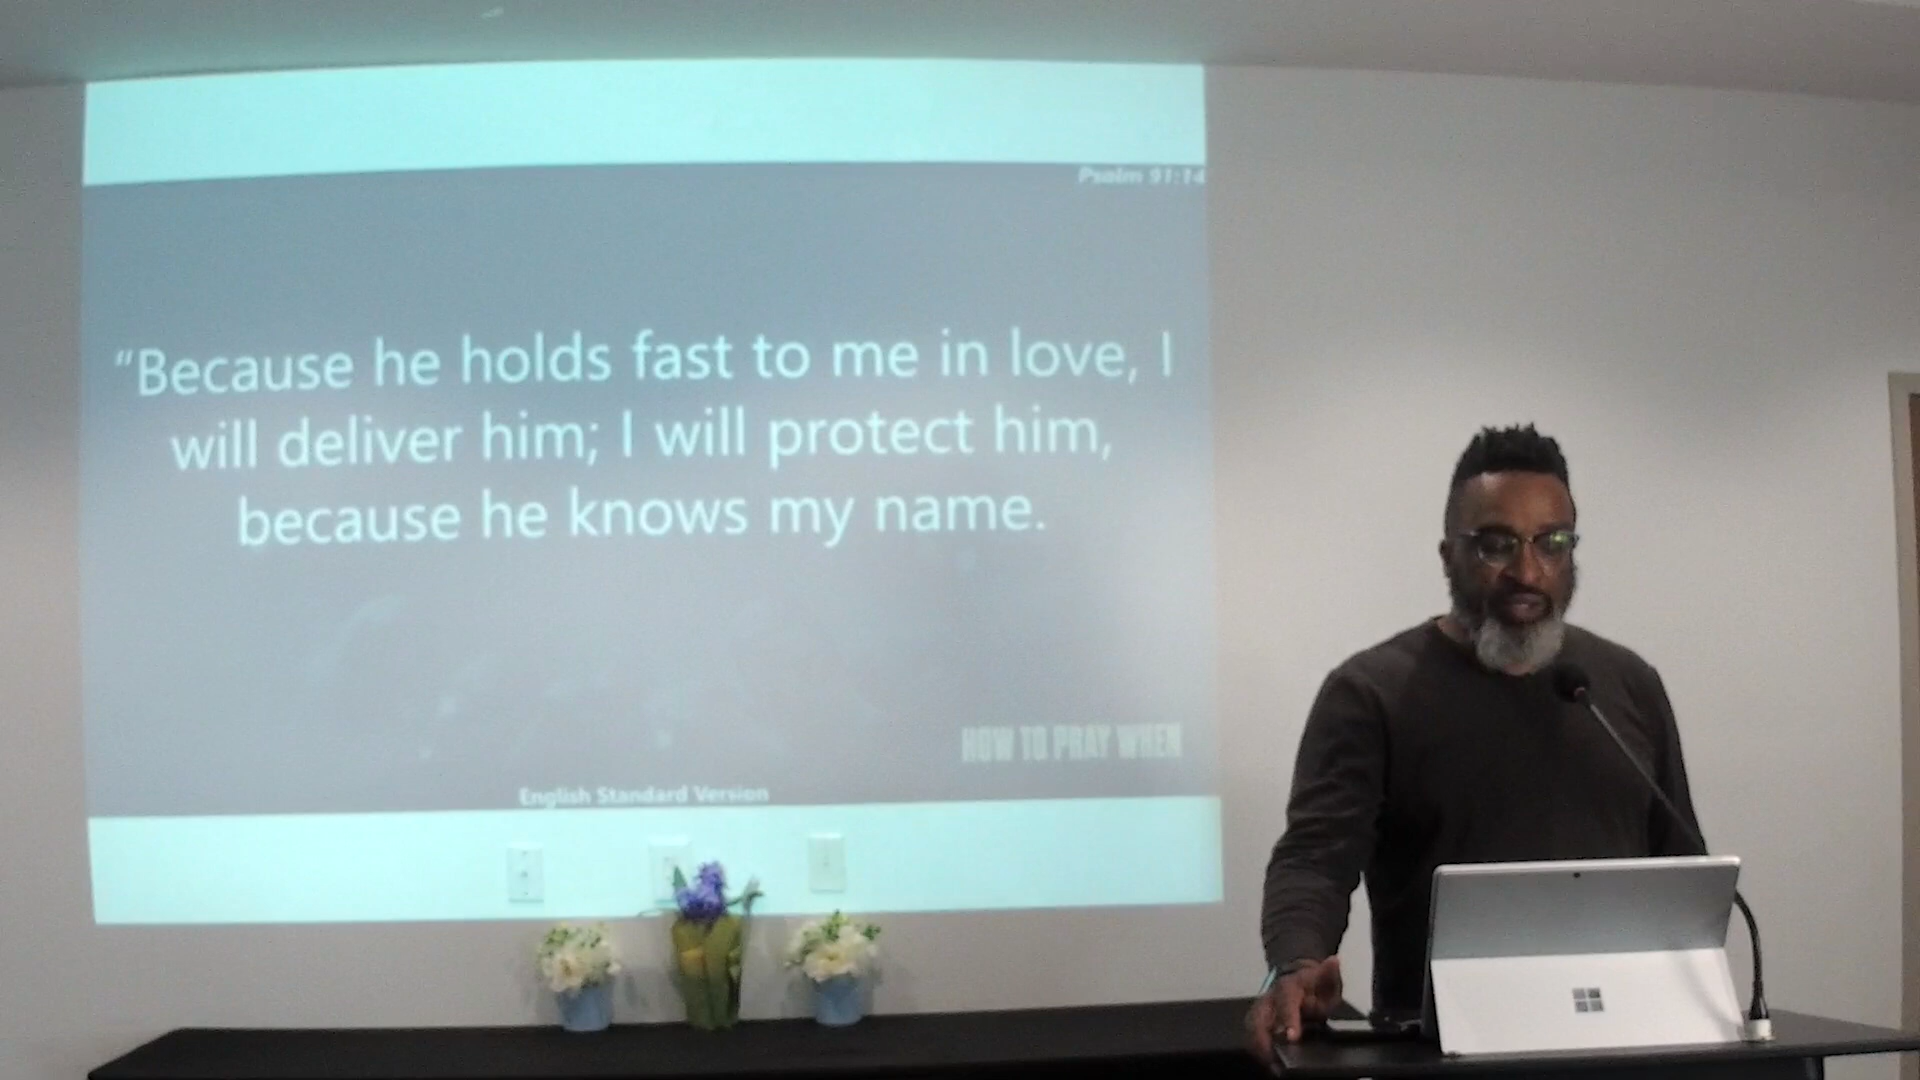 Psalm 91:14
“Because he holds fast to me in love, I
will deliver him; I will protect him,
because he knows my name.
HOW TO PRAY WHEN
English Standard Version